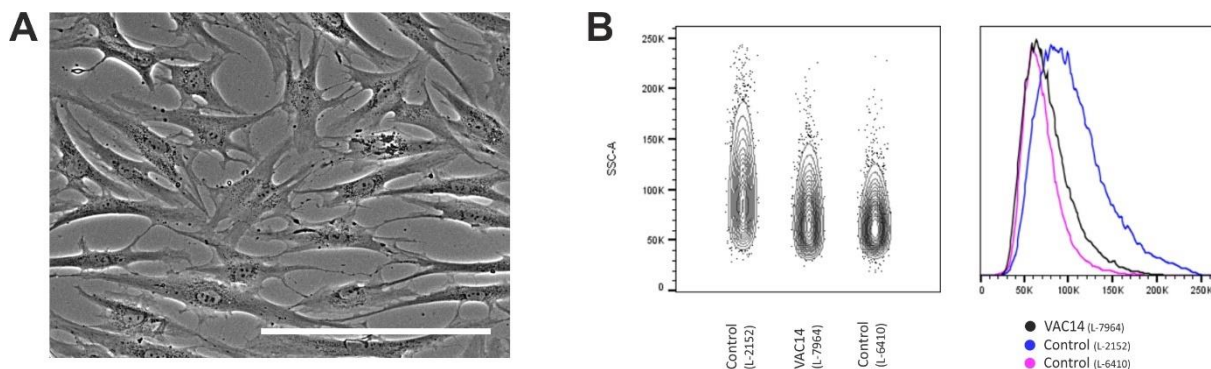 A
B
250K
200K
150K
100K
50K
0
SSC-A
Control (L-2152)
VAC14 (L-7964)
Control (L-6410)
0 50K 100K 150K 200K 250K
VAC14 (L-7964)
Control (L-2152)
Control (L-6410)